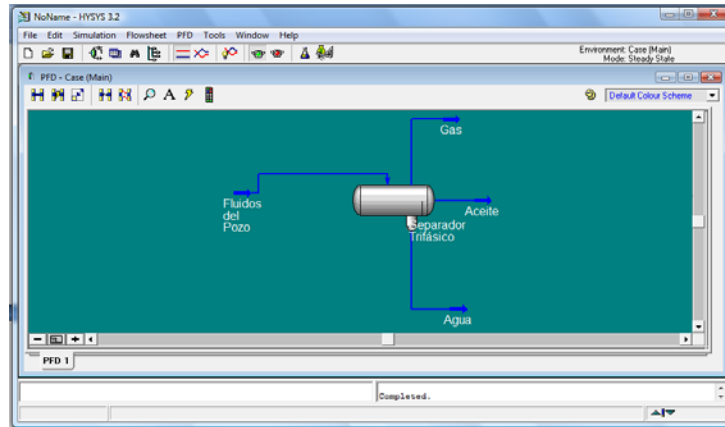 NoName - HYSYS 3.2
File Edit Simulation Flowsheet PFD Tools Window Help
Environment: Case (Main)
Mode: Steady State
PFD - Case (Main)
A
Default Colour Scheme
Gas
Fluidos
del
Pozo
Aceite
Separador
Trifásico
Agua
PFD 1
Completed.